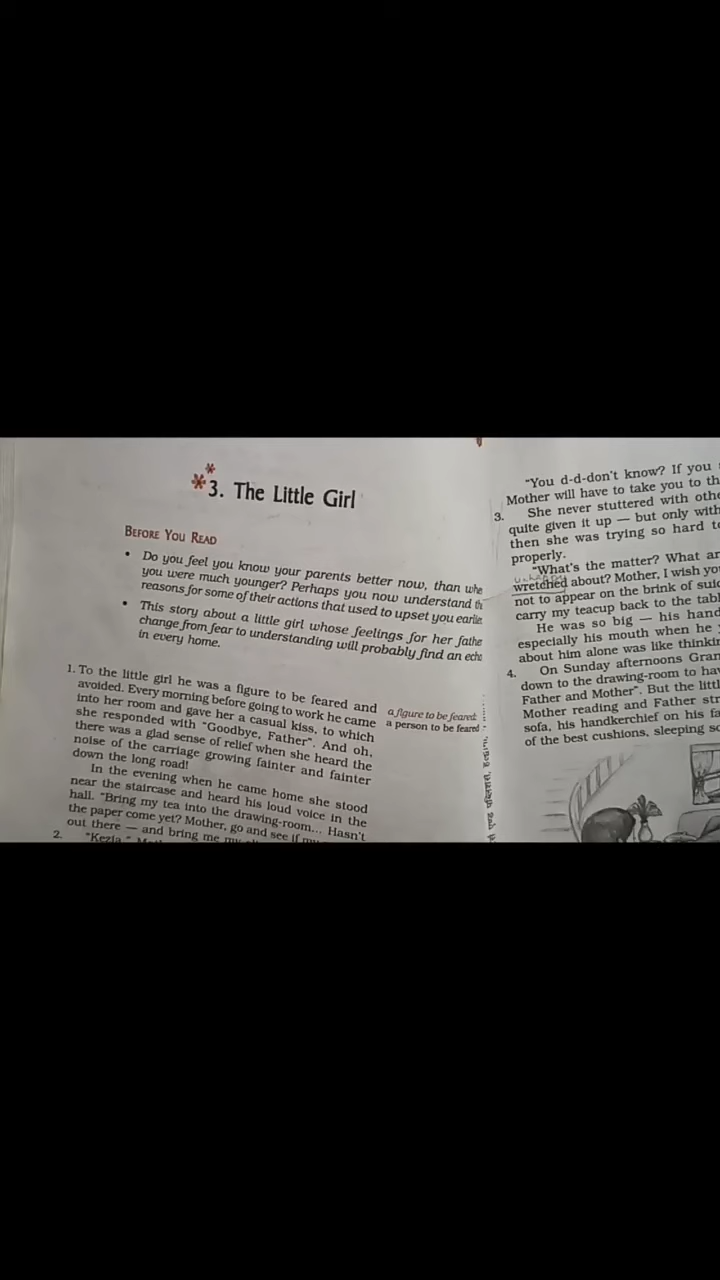 *3. The Little Girl
BEFORE YOU READ
• Do you feel you know your parents better now, than
you were much younger? Perhaps you now understand
reasons for some of their actions that used to upset you
• This story about a little girl whose feelings for her
change from fear to understanding will probably find an
in every home.
1. To the little girl he was a figure to be feared and
avoided. Every morning before going to work he came
into her room and gave her a casual kiss, to which
she responded with "Goodbye, Father". And oh,
there was a glad sense of relief when she heard the
noise of the carriage growing fainter and fainter
down the long road!
In the evening when he came home she stood
near the staircase and heard his loud voice in the
hall. "Bring my tea into the drawing-room... Hasn't
the paper come yet? Mother, go and see if my
out there — and bring me my
2. "Kezia,"
a figure to be feared:
a person to be feared
"You d-d-don't know? If you
Mother will have to take you to
3. She never stuttered with
quite given it up — but only with
then she was trying so hard
properly.
"What's the matter? What
unhappy
wretched about? Mother, I wish
not to appear on the brink of
carry my teacup back to the
He was so big — his
especially his mouth when he
about him alone was like
4. On Sunday afternoons
down to the drawing-room to
Father and Mother". But the
Mother reading and Father
sofa, his handkerchief on his
of the best cushions, sleeping